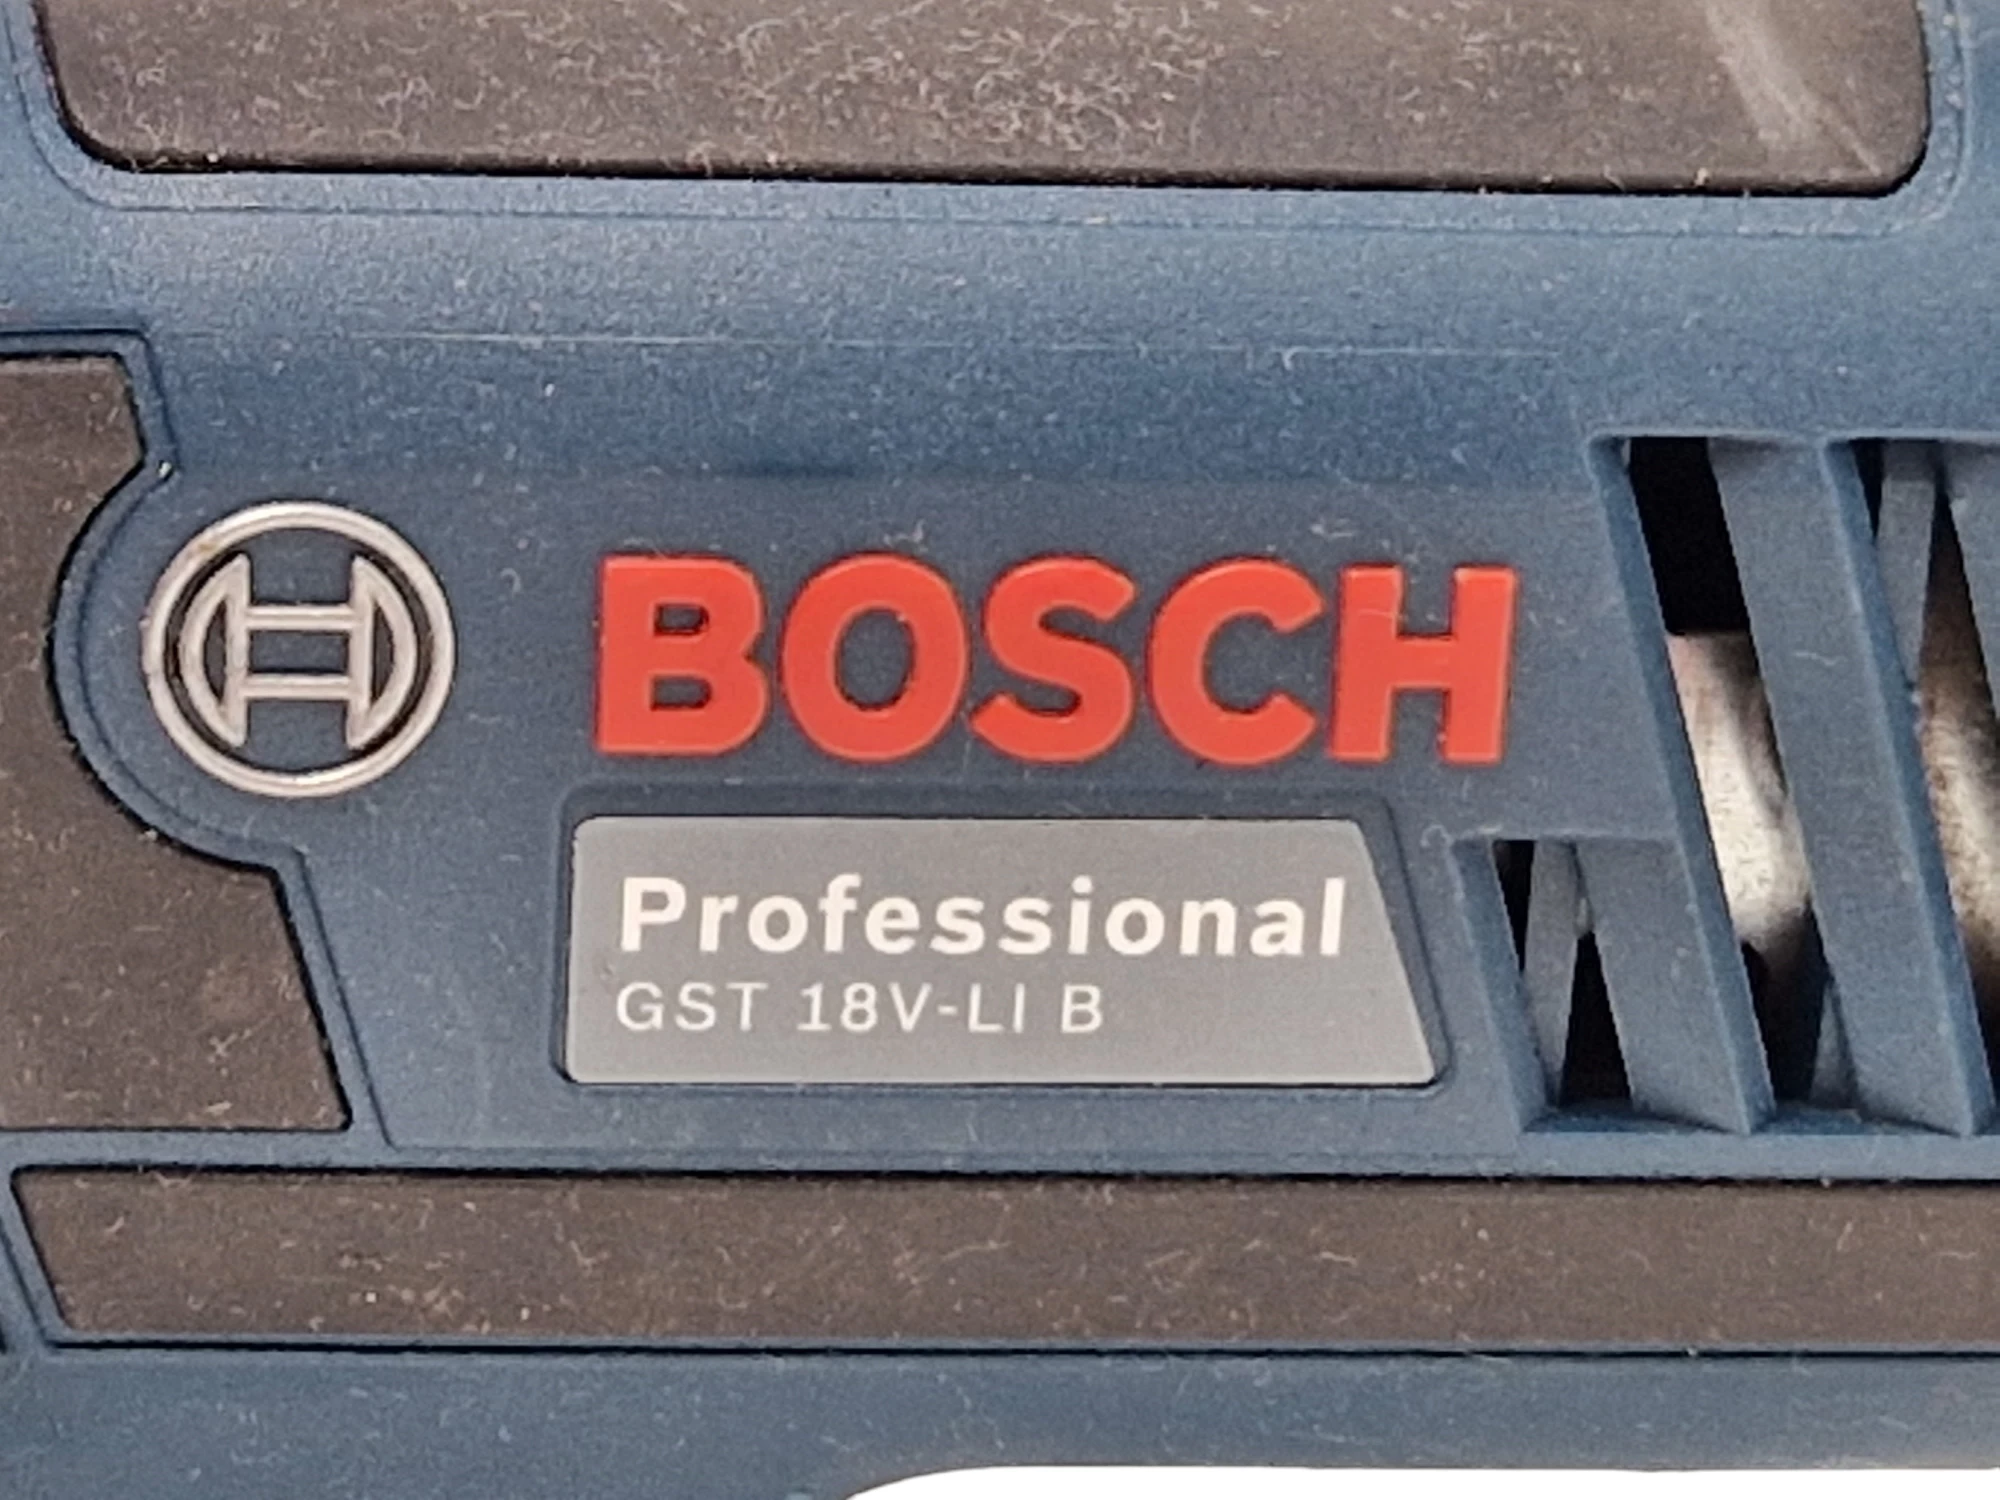 BOSCH
Professional
GST 18V-LI B